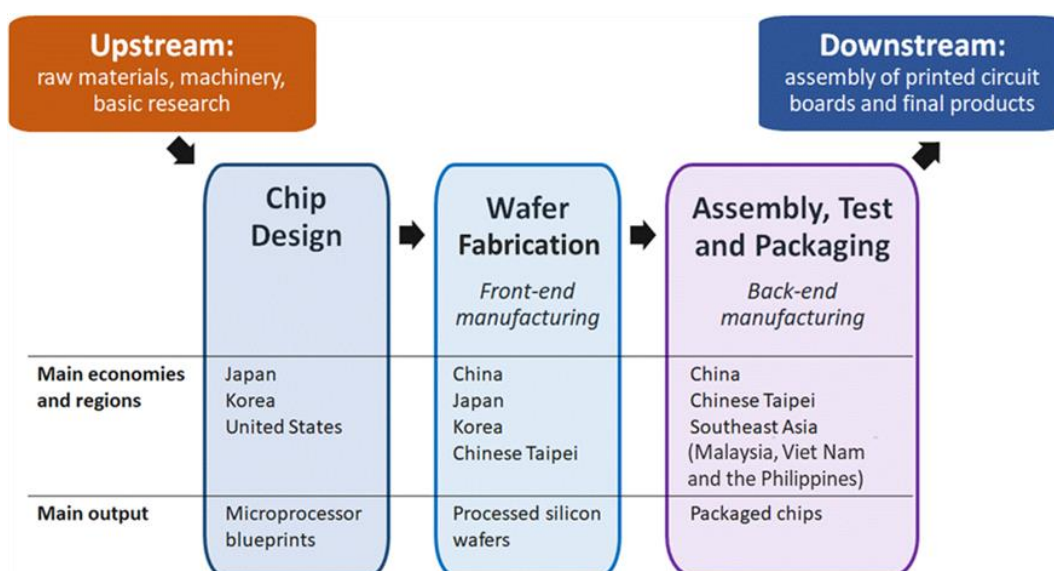 Upstream:
raw materials, machinery,
basic research
Downstream:
assembly of printed circuit
boards and final products
Chip
Design
Wafer
Fabrication
Front-end
manufacturing
Assembly, Test
and Packaging
Back-end
manufacturing
Main economies
and regions
Japan
Korea
United States
China
Japan
Korea
Chinese Taipei
China
Chinese Taipei
Southeast Asia
(Malaysia, Viet Nam
and the Philippines)
Main output
Microprocessor
blueprints
Processed silicon
wafers
Packaged chips